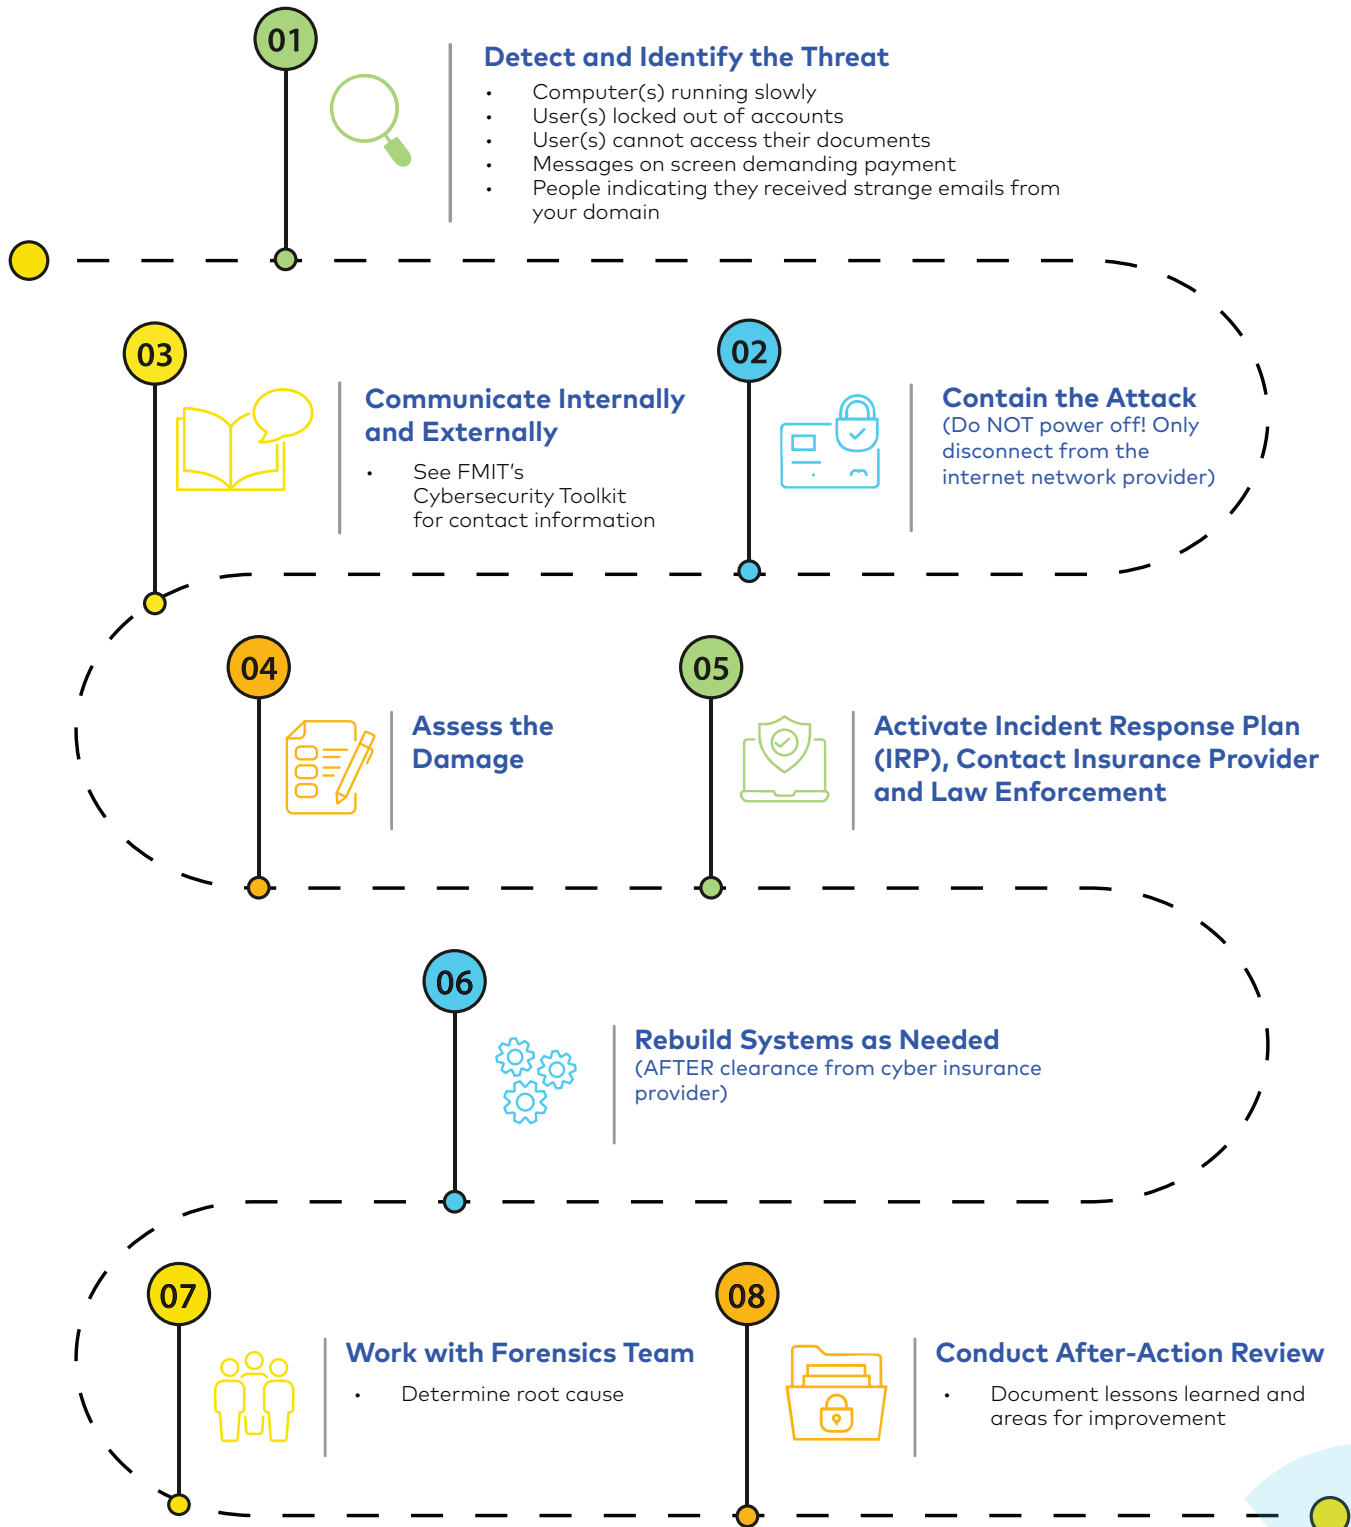 01
Detect and Identify the Threat
• Computer(s) running slowly
• User(s) locked out of accounts
• User(s) cannot access their documents
• Messages on screen demanding payment
• People indicating they received strange emails from
your domain
02
Contain the Attack
(Do NOT power off! Only
disconnect from the
internet network provider)
03
Communicate Internally
and Externally
• See FMIT's
Cybersecurity Toolkit
for contact information
04
Assess the
Damage
05
Activate Incident Response Plan
(IRP), Contact Insurance Provider
and Law Enforcement
06
Rebuild Systems as Needed
(AFTER clearance from cyber insurance
provider)
07
Work with Forensics Team
• Determine root cause
08
Conduct After-Action Review
• Document lessons learned and
areas for improvement